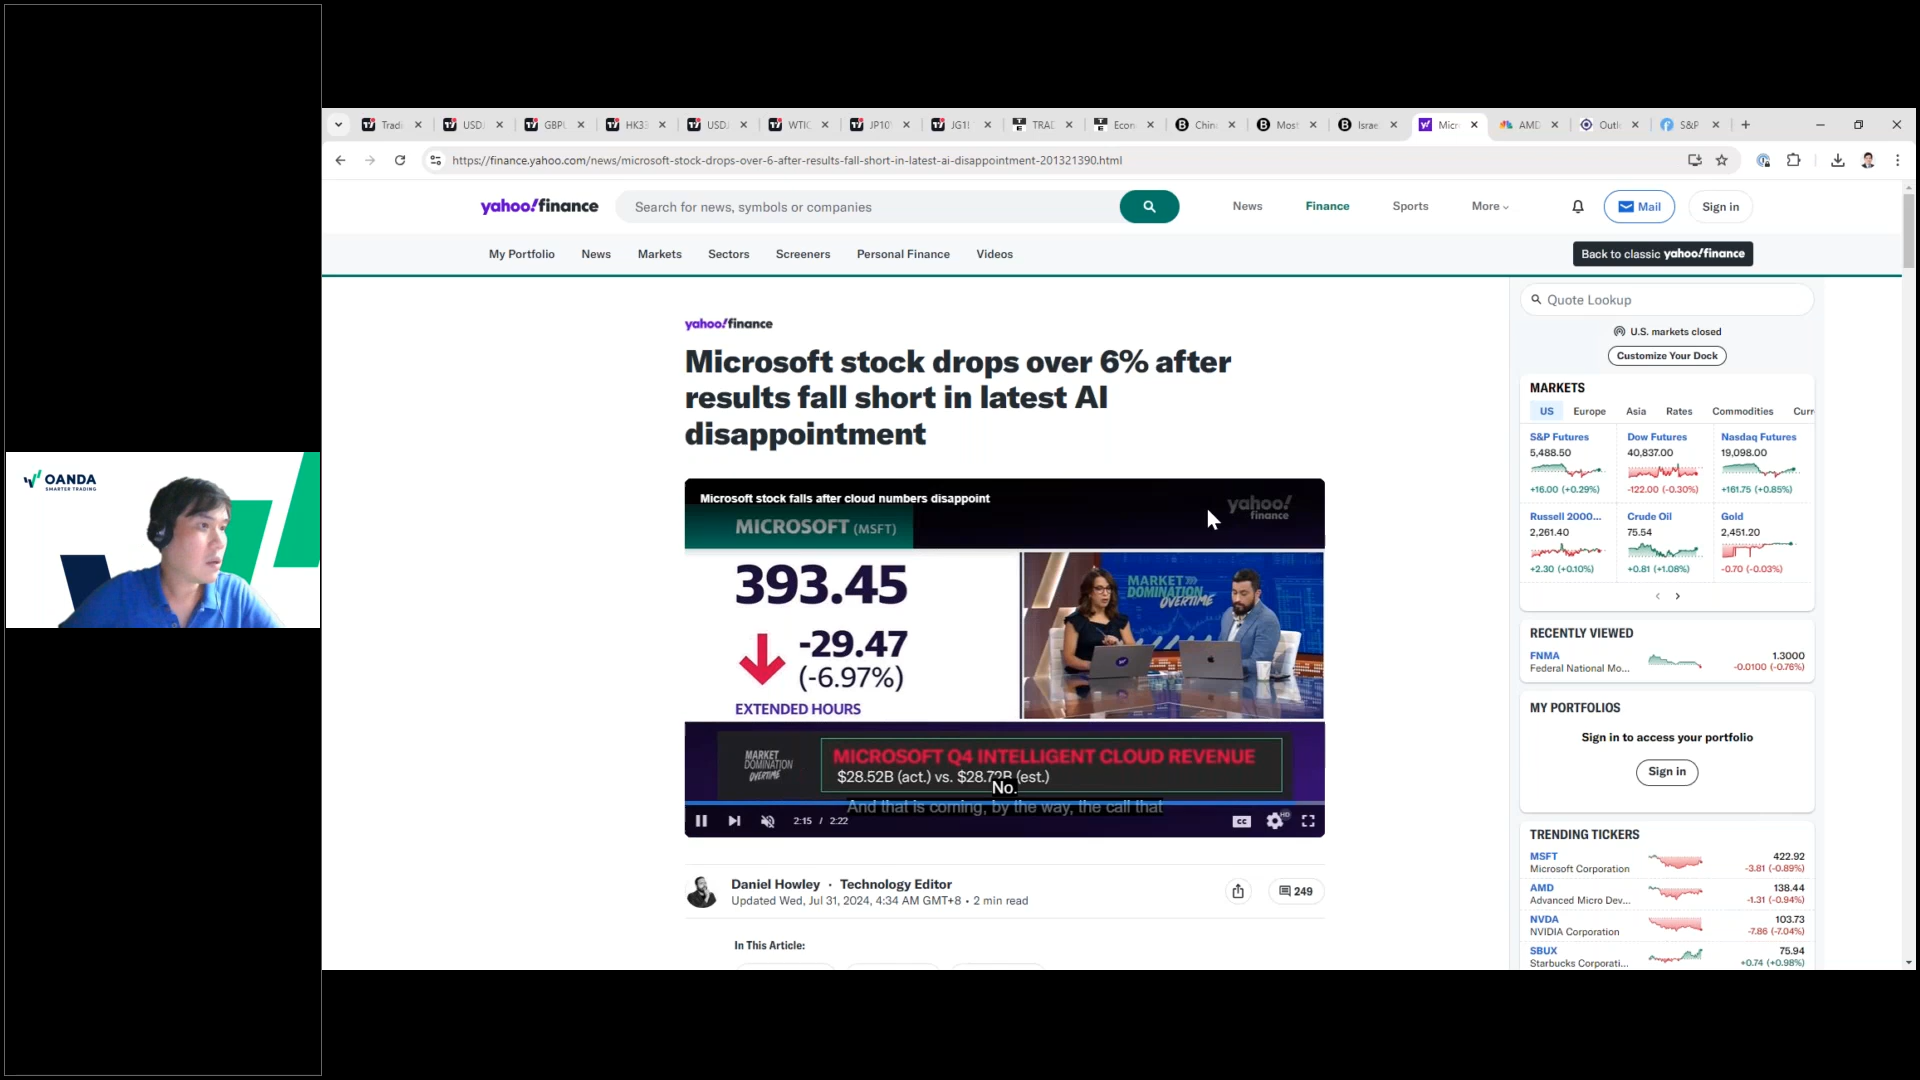 OANDA
SMARTER TRADING
Tradi
USDJ
GBPU
HK33
USDJ
WTIC
JP10
JG1!
TRAD
Econ
Chin
Most
Israe
Micr
AMD
Outl
S&P
https://finance.yahoo.com/news/microsoft-stock-drops-over-6-after-results-fall-short-in-latest-ai-disappointment-201321390.html
yahoo!finance
Search for news, symbols or companies
News
Finance
Sports
More
Mail
Sign in
My Portfolio
News
Markets
Sectors
Screeners
Personal Finance
Videos
Back to classic yahoo!finance
yahoo!finance
Microsoft stock drops over 6% after
results fall short in latest AI
disappointment
Microsoft stock falls after cloud numbers disappoint
yahoo!
finance
MICROSOFT (MSFT)
393.45
-29.47
(-6.97%)
EXTENDED HOURS
MARKET
DOMINATION
OVERTIME
MARKET
DOMINATION
OVERTIME
MICROSOFT Q4 INTELLIGENT CLOUD REVENUE
$28.52B (act.) vs. $28.72B (est.)
No.
And that is coming, by the way, the call that
2:15 / 2:22
CC
HD
Daniel Howley · Technology Editor
Updated Wed, Jul 31, 2024, 4:34 AM GMT+8 • 2 min read
249
In This Article:
Quote Lookup
U.S. markets closed
Customize Your Dock
MARKETS
US
Europe
Asia
Rates
Commodities
Curr
S&P Futures
5,488.50
+16.00 (+0.29%)
Dow Futures
40,837.00
-122.00 (-0.30%)
Nasdaq Futures
19,098.00
+161.75 (+0.85%)
Russell 2000...
2,261.40
+2.30 (+0.10%)
Crude Oil
75.54
+0.81 (+1.08%)
Gold
2,451.20
-0.70 (-0.03%)
RECENTLY VIEWED
FNMA
Federal National Mo...
1.3000
-0.0100 (-0.76%)
MY PORTFOLIOS
Sign in to access your portfolio
Sign in
TRENDING TICKERS
MSFT
Microsoft Corporation
422.92
-3.81 (-0.89%)
AMD
Advanced Micro Dev...
138.44
-1.31 (-0.94%)
NVDA
NVIDIA Corporation
103.73
-7.86 (-7.04%)
SBUX
Starbucks Corporati...
75.94
+0.74 (+0.98%)